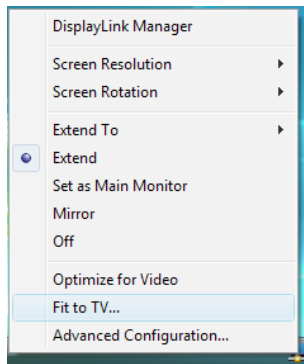 DisplayLink Manager
Screen Resolution
Screen Rotation
Extend To
Extend
Set as Main Monitor
Mirror
Off
Optimize for Video
Fit to TV...
Advanced Configuration...